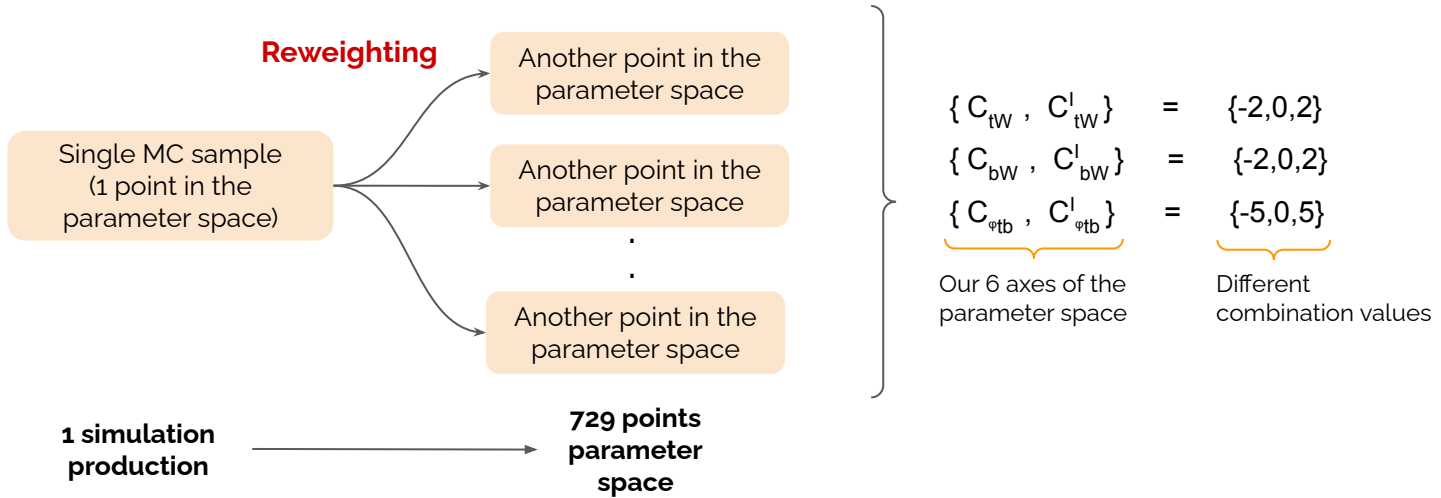 Reweighting
Single MC sample
(1 point in the
parameter space)
Another point in the
parameter space
Another point in the
parameter space
.
.
Another point in the
parameter space
1 simulation
production
729 points
parameter
space
{ C_tW , C^I_tW } = {-2,0,2}
{ C_bW , C^I_bW } = {-2,0,2}
{ C_φtb , C^I_φtb } = {-5,0,5}
Our 6 axes of the
parameter space
Different
combination values